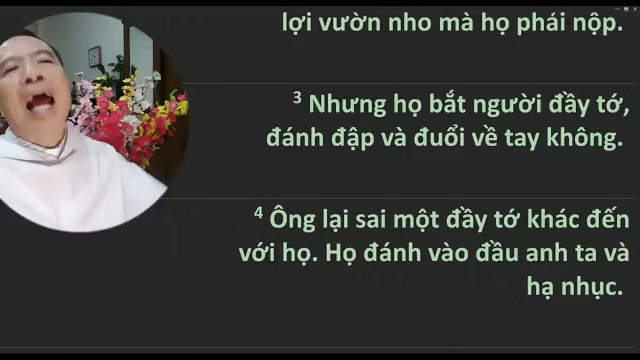 lợi vườn nho mà họ phái nộp.
3 Nhưng họ bắt người đầy tớ,
đánh đập và đuổi về tay không.
4 Ông lại sai một đầy tớ khác đến
với họ. Họ đánh vào đầu anh ta và
hạ nhục.